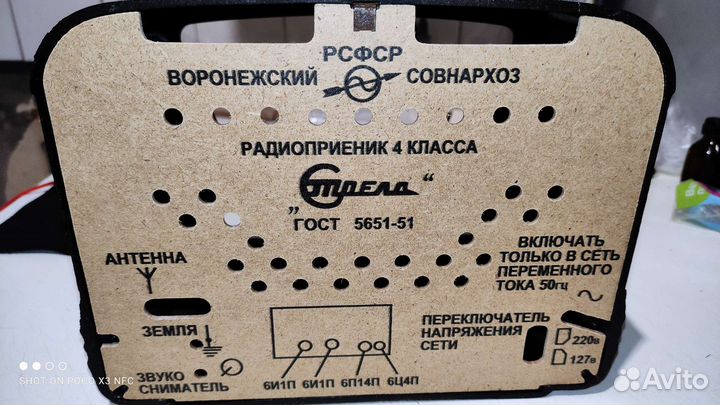 РСФСР
ВОРОНЕЖСКИЙ СОВНАРХОЗ
РАДИОПРИЕНИК 4 КЛАССА
„Стрела“
ГОСТ 5651-51
АНТЕННА
ВКЛЮЧАТЬ
ТОЛЬКО В СЕТЬ
ПЕРЕМЕННОГО
ТОКА 50гц
ЗЕМЛЯ
ПЕРЕКЛЮЧАТЕЛЬ
НАПРЯЖЕНИЯ
СЕТИ
220в
127в
ЗВУКО
СНИМАТЕЛЬ
6И1П 6И1П 6П14П 6Ц4П
SHOT ON POCO X3 NFC
Avito